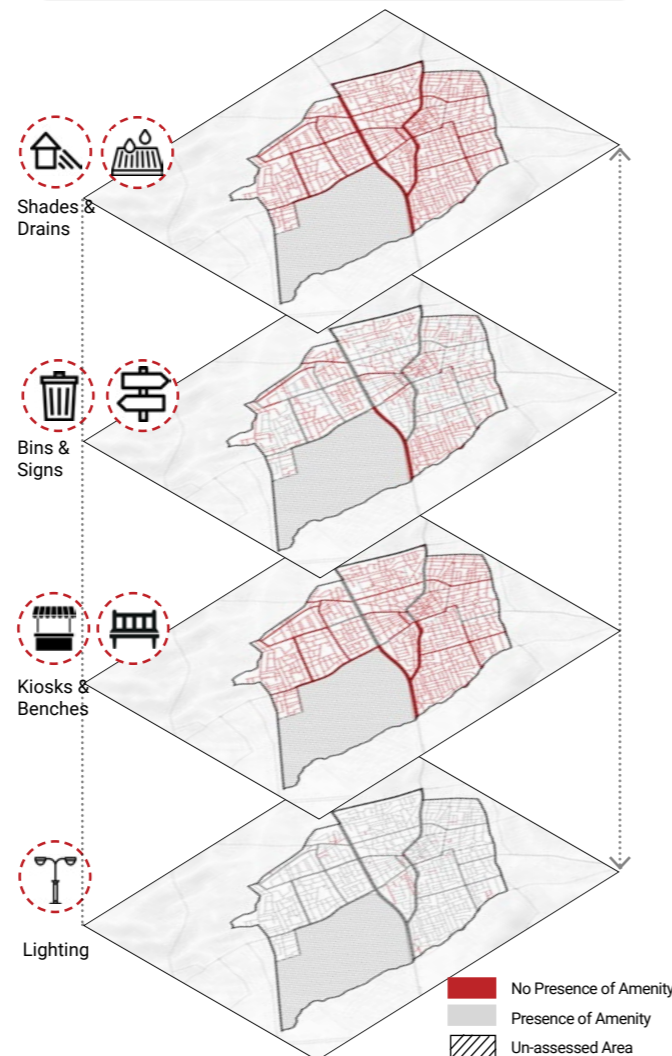 Shades &
Drains
Bins &
Signs
Kiosks &
Benches
Lighting
No Presence of Amenity
Presence of Amenity
Un-assessed Area